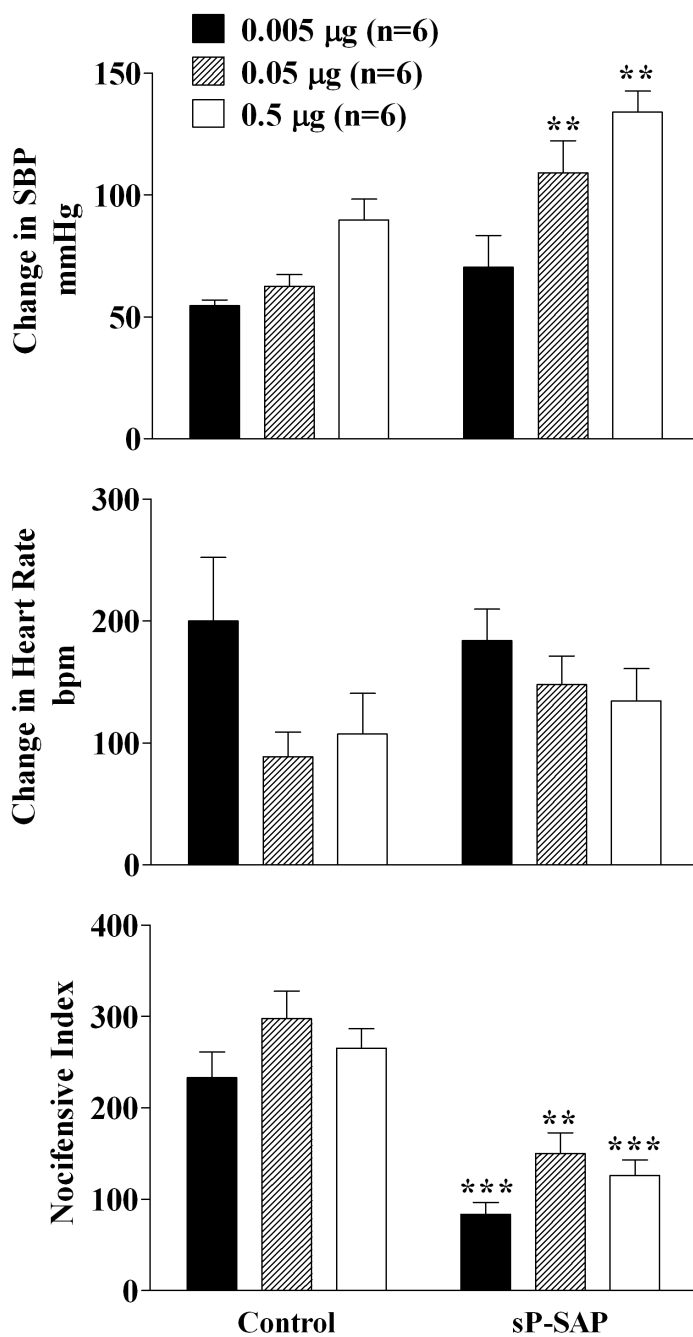 0.005 μg (n=6)
0.05 μg (n=6)
0.5 μg (n=6)
Change in SBP
mmHg
150
100
50
0
**
**
Change in Heart Rate
bpm
300
200
100
0
Nocifensive Index
400
300
200
100
0
***
**
***
Control
sP-SAP